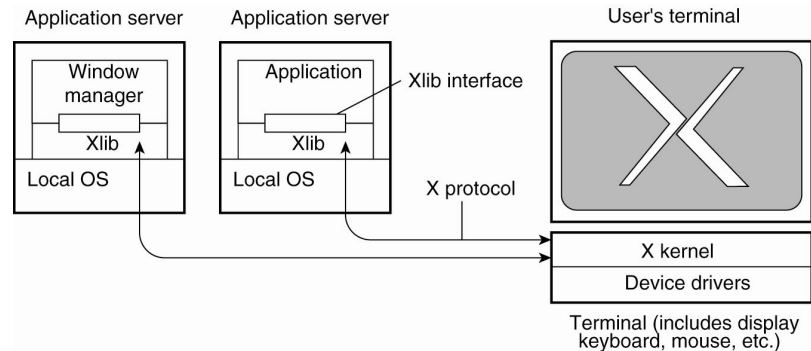 Application server
Application server
User's terminal
Window
manager
Application
Xlib interface
Xlib
Xlib
Local OS
Local OS
X protocol
X kernel
Device drivers
Terminal (includes display
keyboard, mouse, etc.)